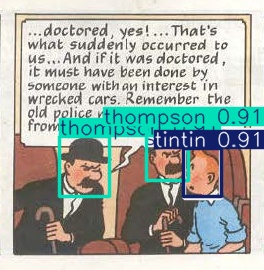 ...doctored, yes!...That's
what suddenly occurred to
us...And if it was doctored,
it must have been done by
someone with an interest in
wrecked cars. Remember the
old police
from
thompson 0.91
thompson
tintin 0.91